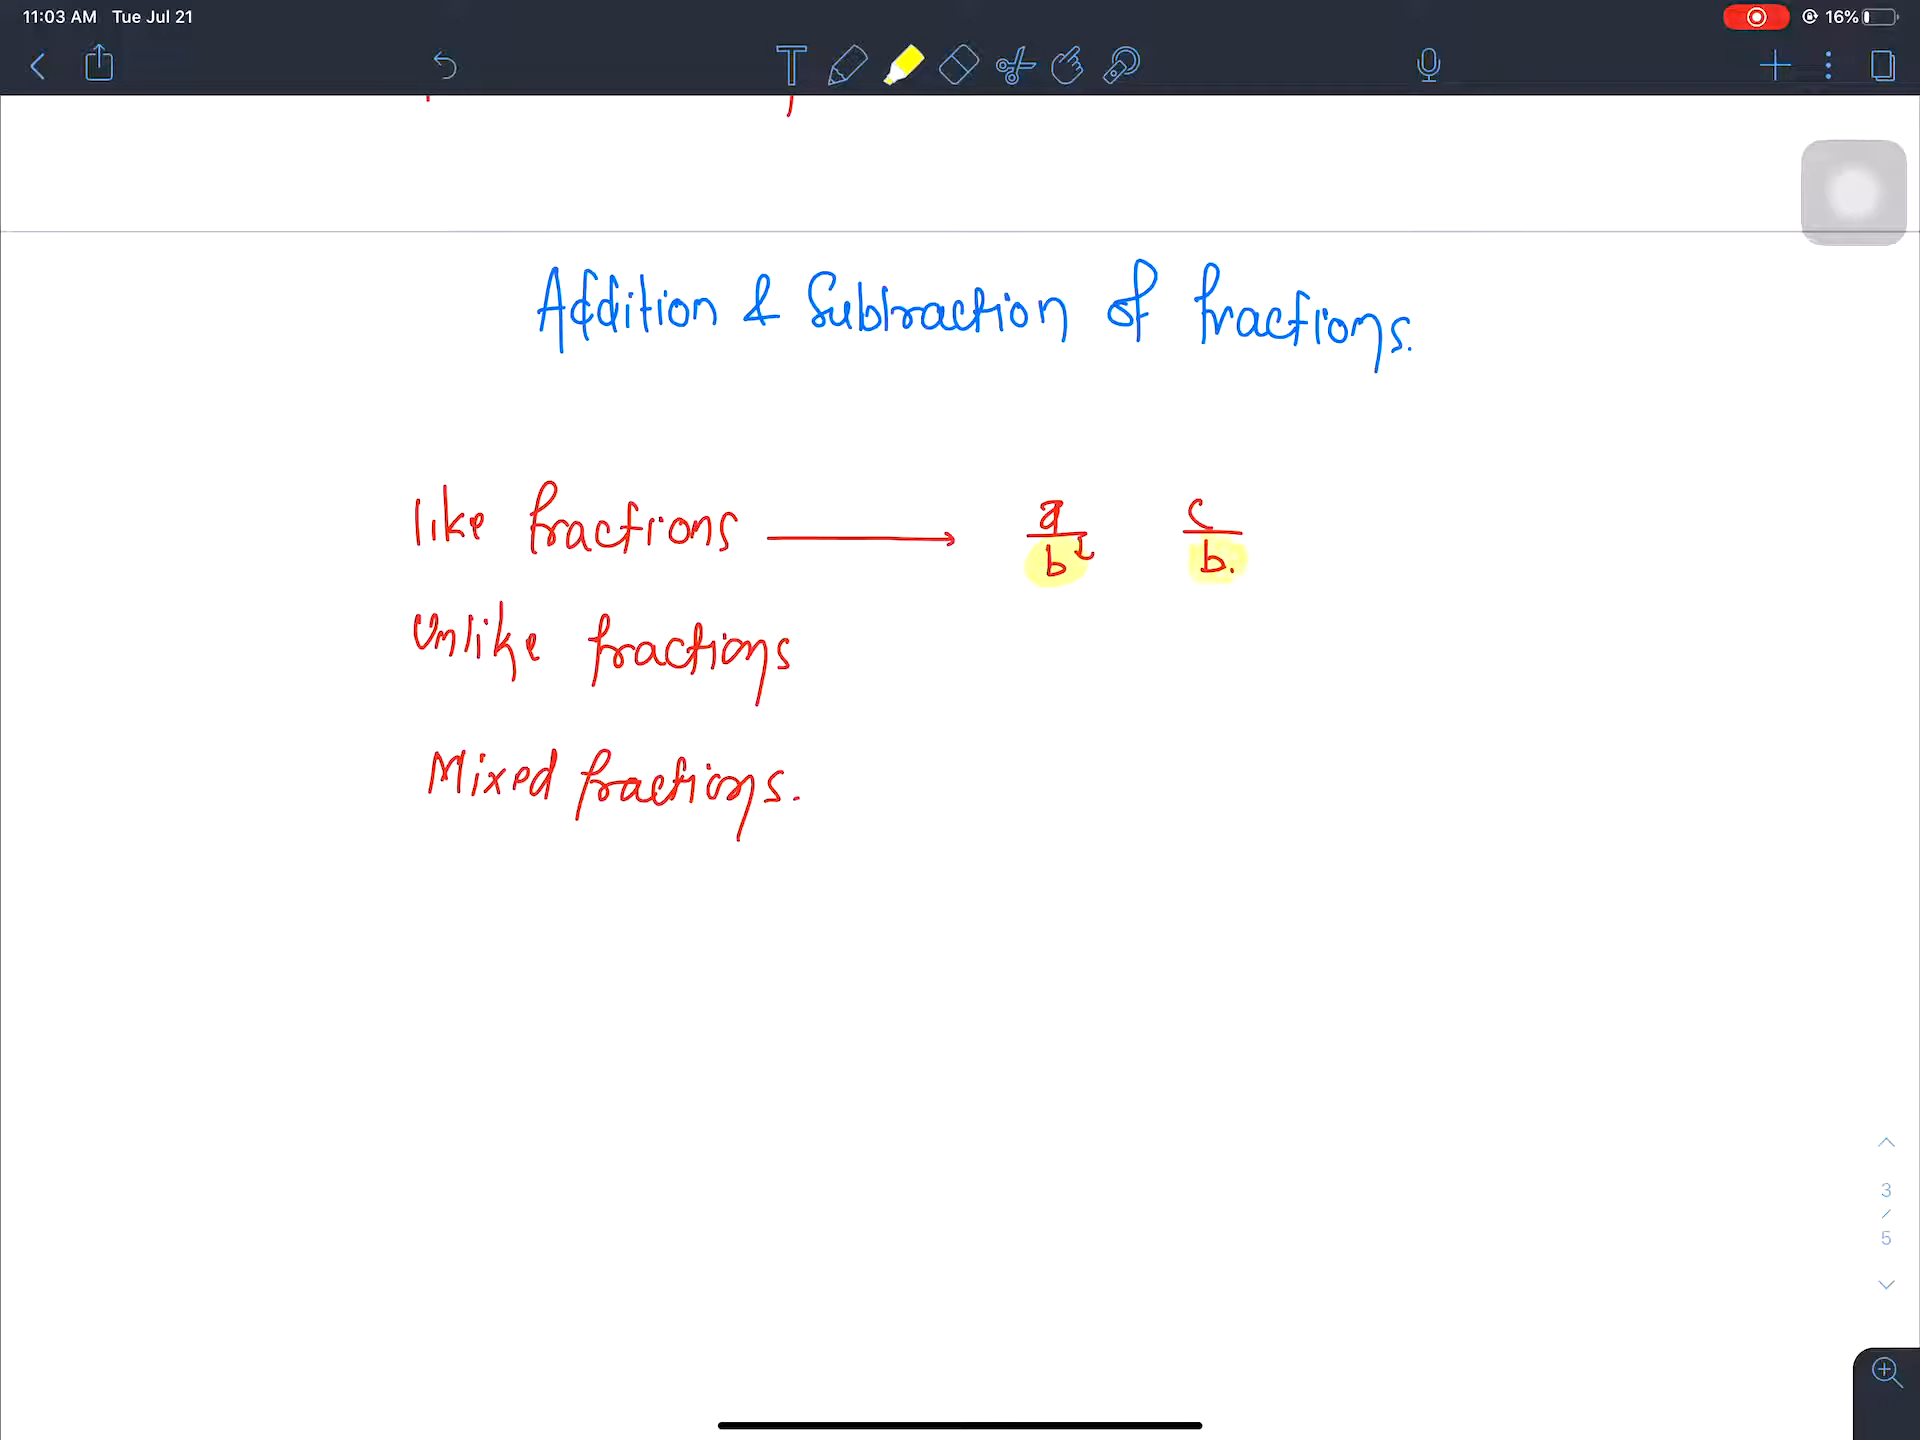 11:03 AM Tue Jul 21
16%
Addition & Subtraction of fractions.
like fractions → a/b c/b.
Unlike fractions
Mixed fractions.
3
/
5